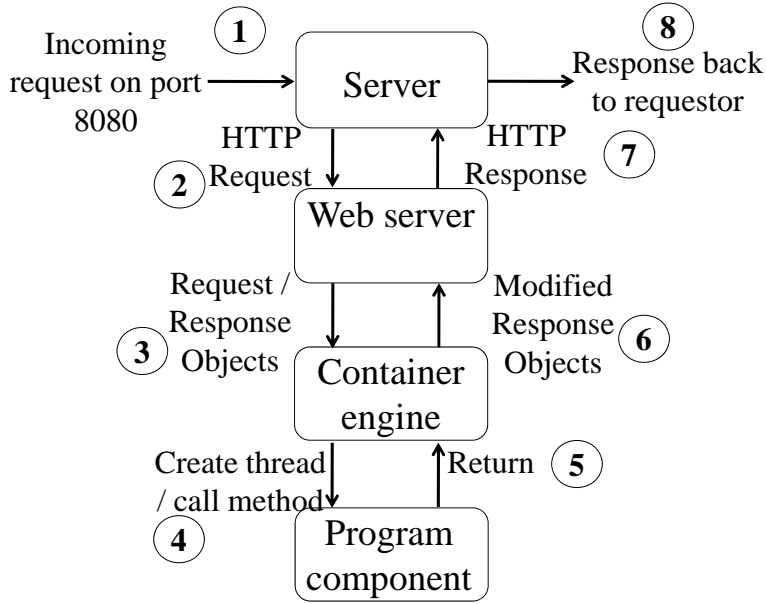 1
Incoming
request on port
8080
Server
8
Response back
to requestor
HTTP
Request
2
HTTP
Response
7
Web server
Request /
Response
Objects
3
Modified
Response
Objects
6
Container
engine
Create thread
/ call method
4
Return
5
Program
component